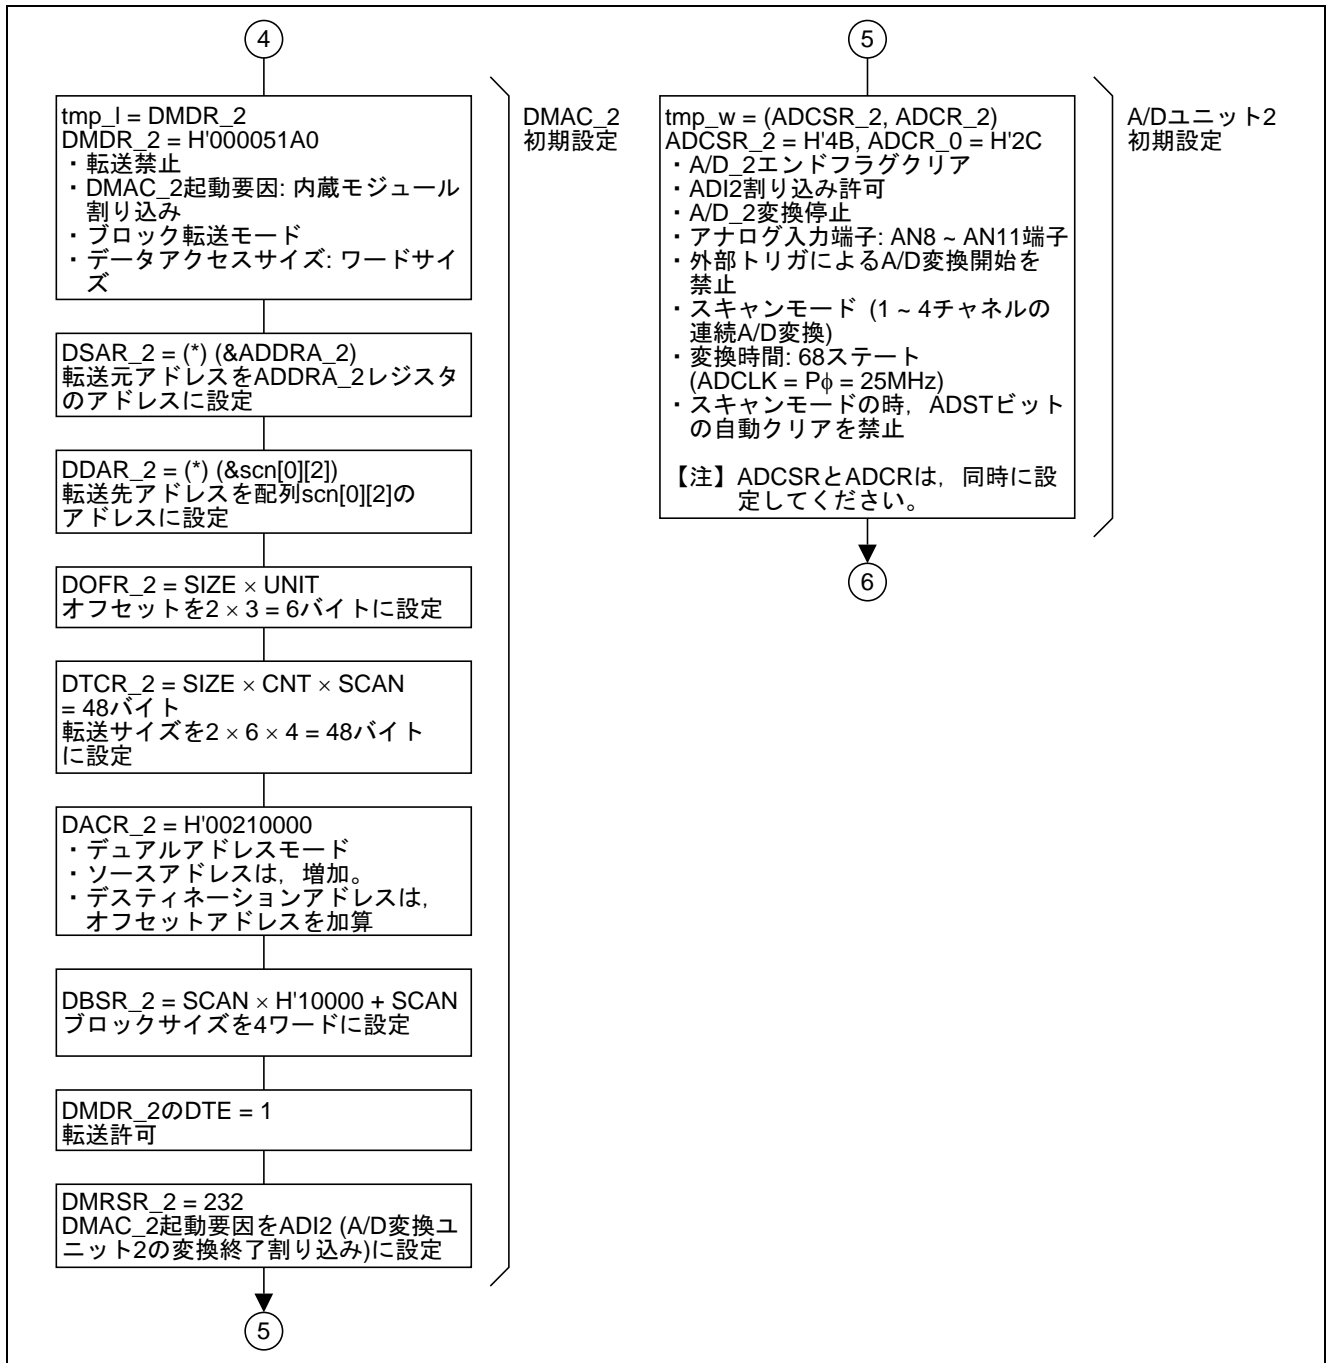 4
tmp_l = DMDR_2
DMDR_2 = H'000051A0
・転送禁止
・DMAC_2起動要因: 内蔵モジュール
割り込み
・ブロック転送モード
・データアクセスサイズ: ワードサイ
ズ
DSAR_2 = (*) (&ADDRA_2)
転送元アドレスをADDRA_2レジスタ
のアドレスに設定
DDAR_2 = (*) (&scn[0][2])
転送先アドレスを配列scn[0][2]の
アドレスに設定
DOFR_2 = SIZE × UNIT
オフセットを2 × 3 = 6バイトに設定
DTCR_2 = SIZE × CNT × SCAN
= 48バイト
転送サイズを2 × 6 × 4 = 48バイト
に設定
DACR_2 = H'00210000
・デュアルアドレスモード
・ソースアドレスは，増加。
・デスティネーションアドレスは，
オフセットアドレスを加算
DBSR_2 = SCAN × H'10000 + SCAN
ブロックサイズを4ワードに設定
DMDR_2のDTE = 1
転送許可
DMRSR_2 = 232
DMAC_2起動要因をADI2 (A/D変換ユ
ニット2の変換終了割り込み)に設定
5
DMAC_2
初期設定
5
tmp_w = (ADCSR_2, ADCR_2)
ADCSR_2 = H'4B, ADCR_0 = H'2C
・A/D_2エンドフラグクリア
・ADI2割り込み許可
・A/D_2変換停止
・アナログ入力端子: AN8 ~ AN11端子
・外部トリガによるA/D変換開始を
禁止
・スキャンモード (1 ~ 4チャネルの
連続A/D変換)
・変換時間: 68ステート
(ADCLK = Pφ = 25MHz)
・スキャンモードの時，ADSTビット
の自動クリアを禁止
【注】ADCSRとADCRは，同時に設
定してください。
6
A/Dユニット2
初期設定